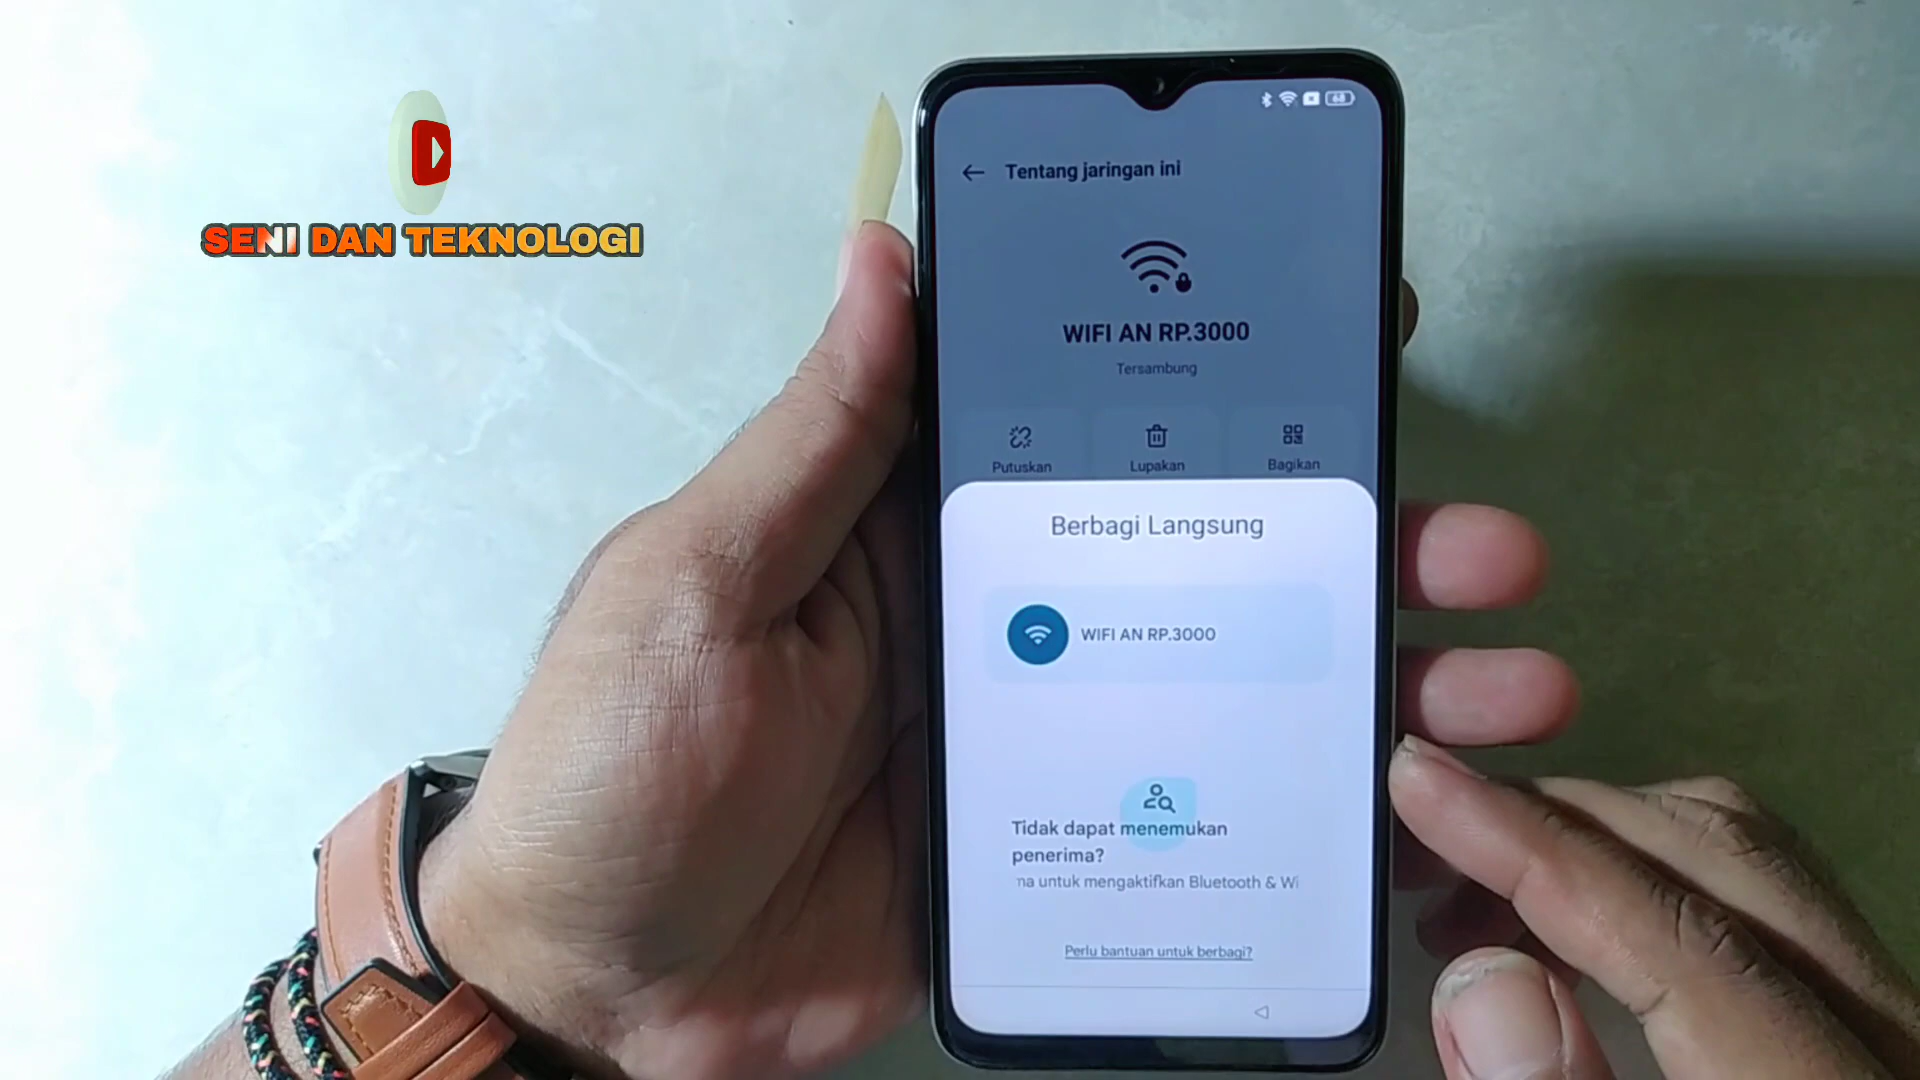 SENI DAN TEKNOLOGI
68
Tentang jaringan ini
WIFI AN RP.3000
Tersambung
Putuskan
Lupakan
Bagikan
Berbagi Langsung
WIFI AN RP.3000
Tidak dapat menemukan
penerima?
na untuk mengaktifkan Bluetooth & Wi
Perlu bantuan untuk berbagi?